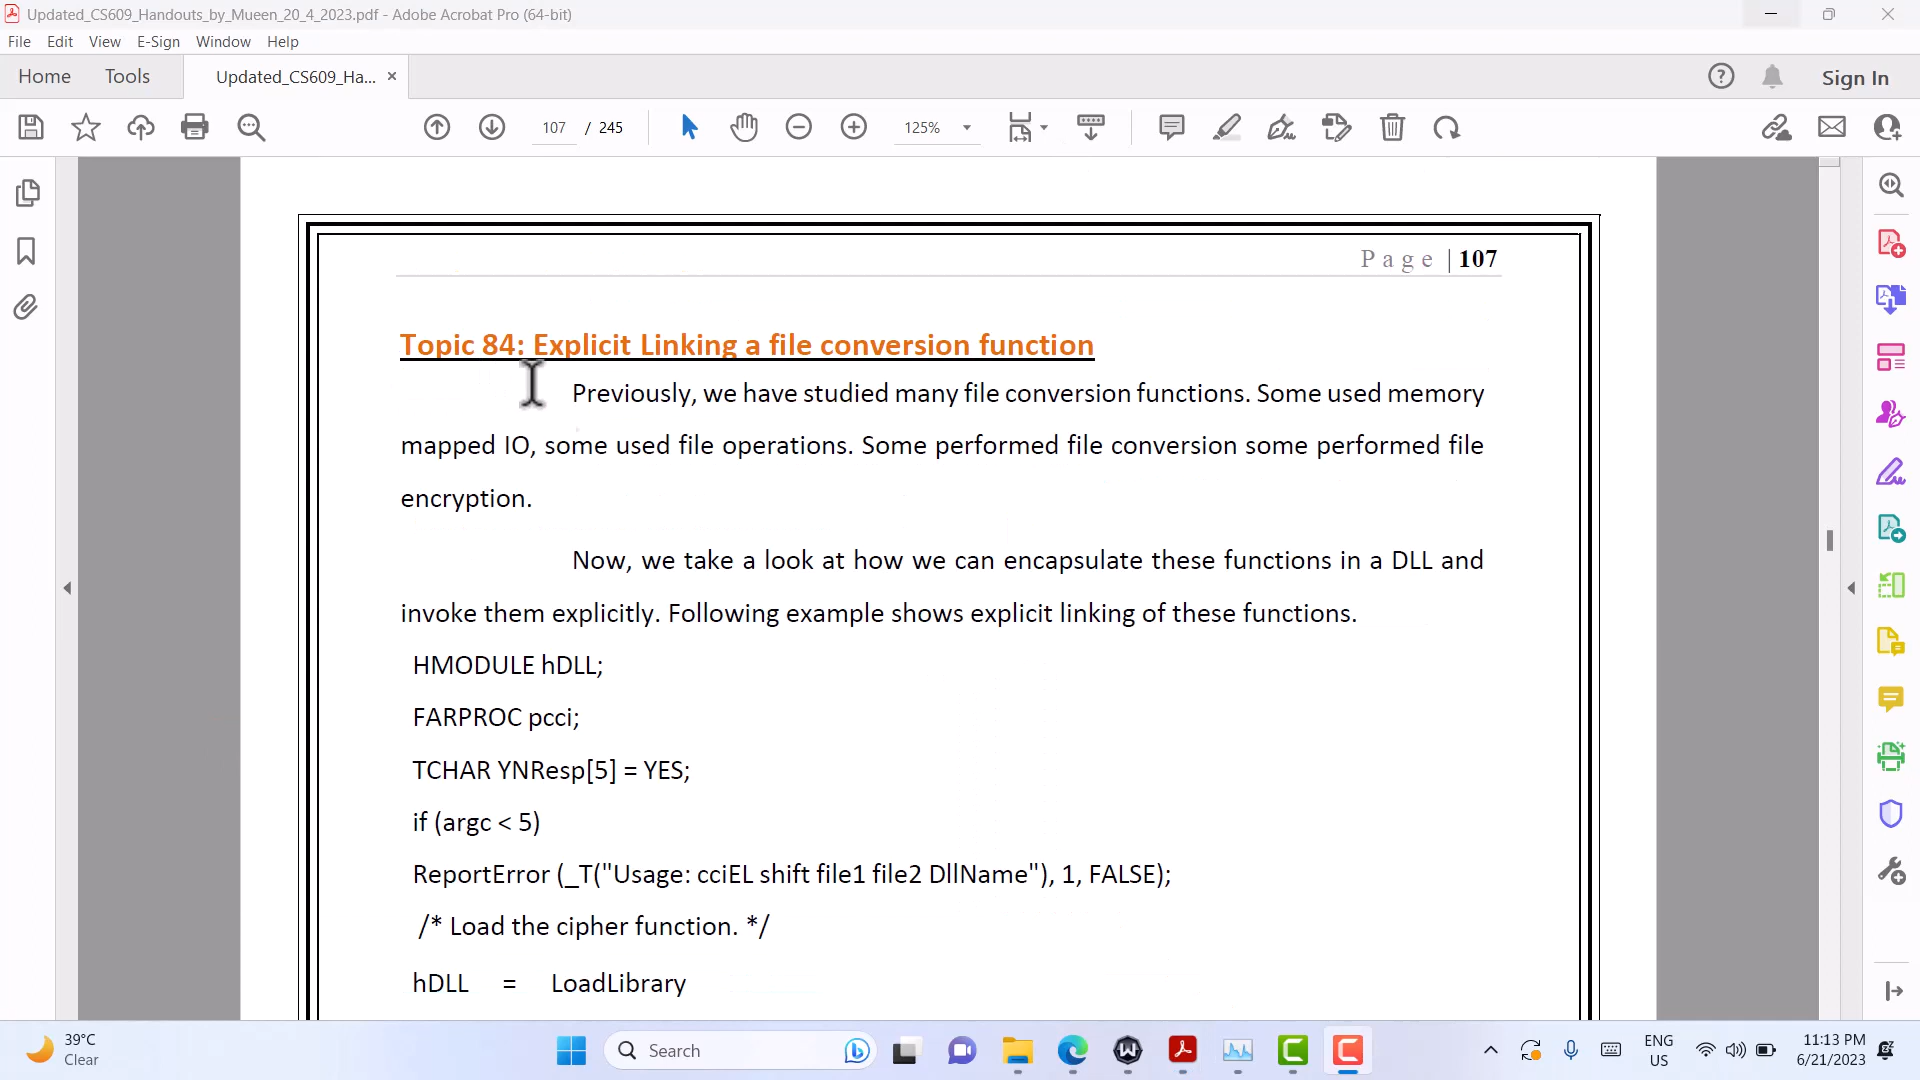 Updated_CS609_Handouts_by_Mueen_20_4_2023.pdf - Adobe Acrobat Pro (64-bit)
File Edit View E-Sign Window Help
Home Tools Updated_CS609_Ha... × Sign In
107 / 245 125%
Page | 107
Topic 84: Explicit Linking a file conversion function
Previously, we have studied many file conversion functions. Some used memory
mapped IO, some used file operations. Some performed file conversion some performed file
encryption.
Now, we take a look at how we can encapsulate these functions in a DLL and
invoke them explicitly. Following example shows explicit linking of these functions.
HMODULE hDLL;
FARPROC pcci;
TCHAR YNResp[5] = YES;
if (argc < 5)
ReportError (_T("Usage: cciEL shift file1 file2 DllName"), 1, FALSE);
/* Load the cipher function. */
hDLL = LoadLibrary
39°C
Clear
Search
ENG
US
11:13 PM
6/21/2023